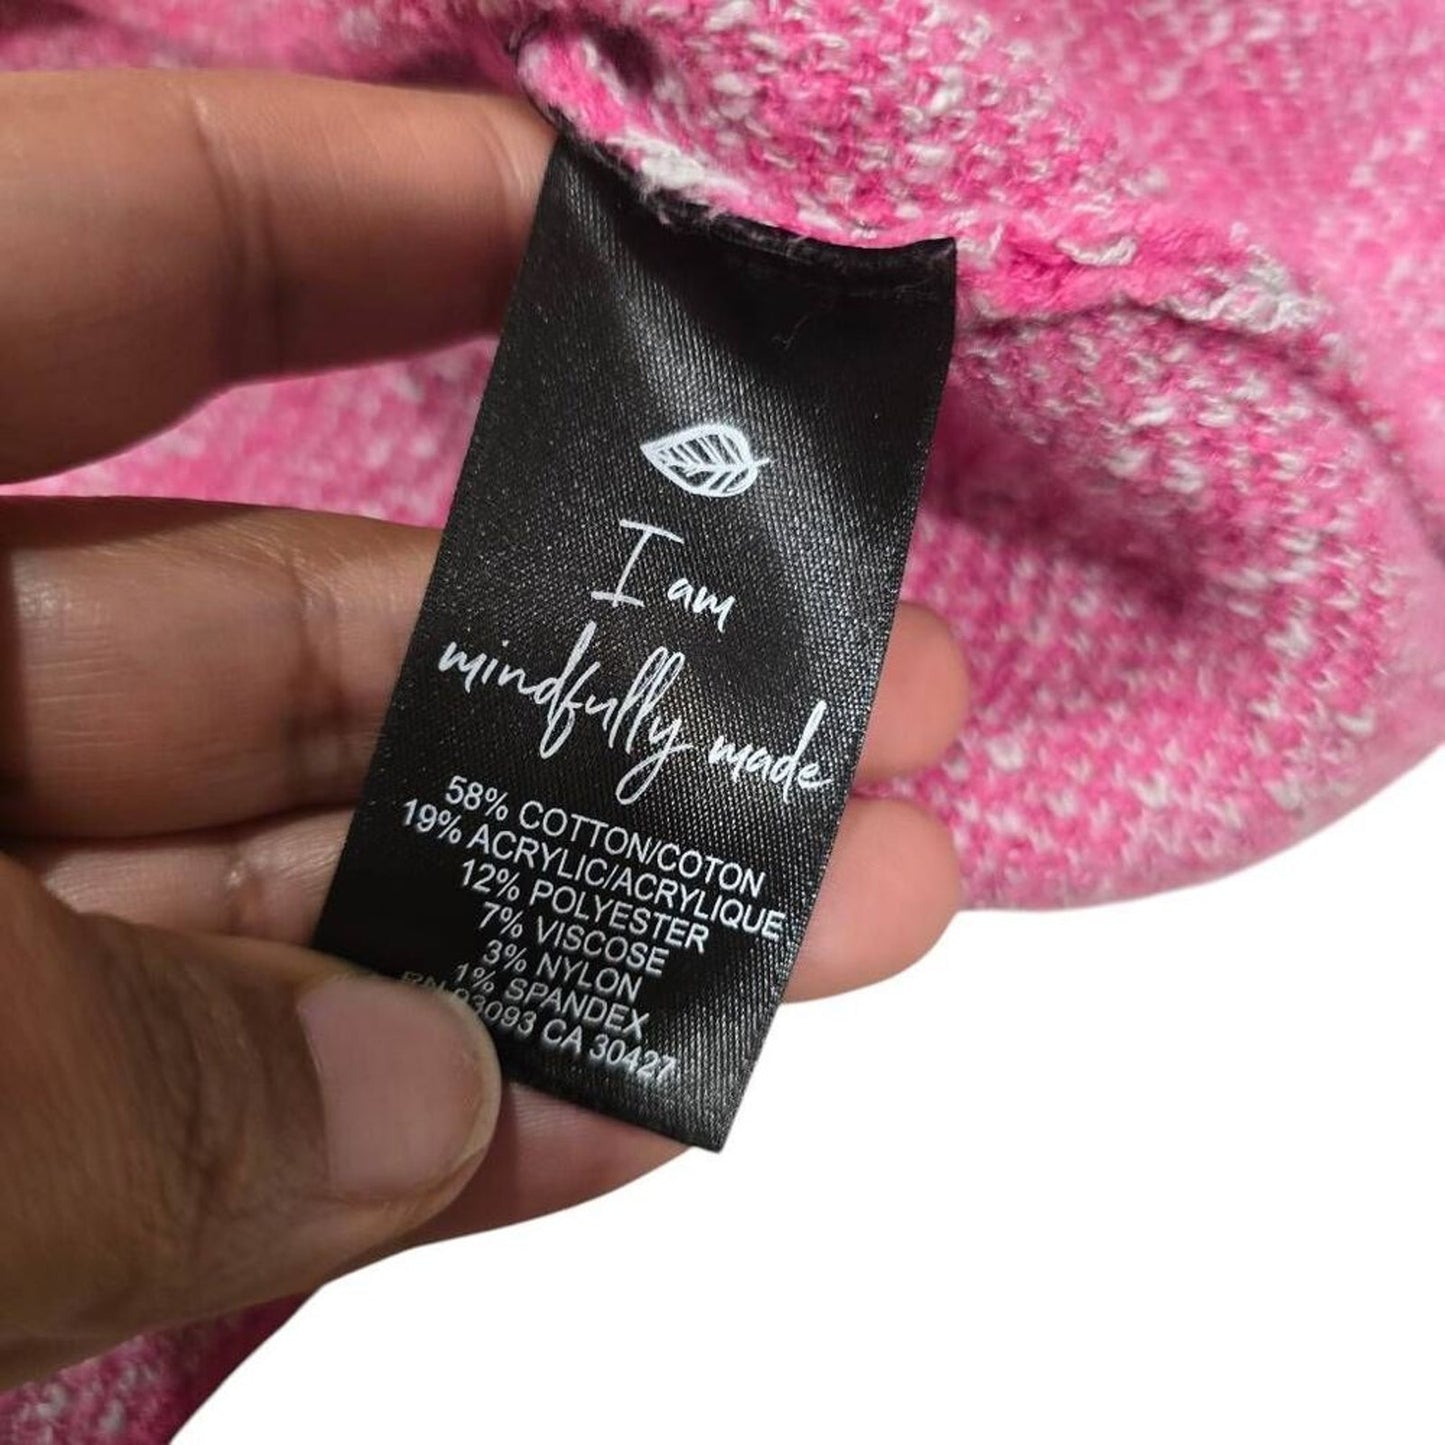 I am
mindfully made
58% COTTON/COTON
19% ACRYLIC/ACRYLIQUE
12% POLYESTER
7% VISCOSE
3% NYLON
1% SPANDEX
RN 93093 CA 30427